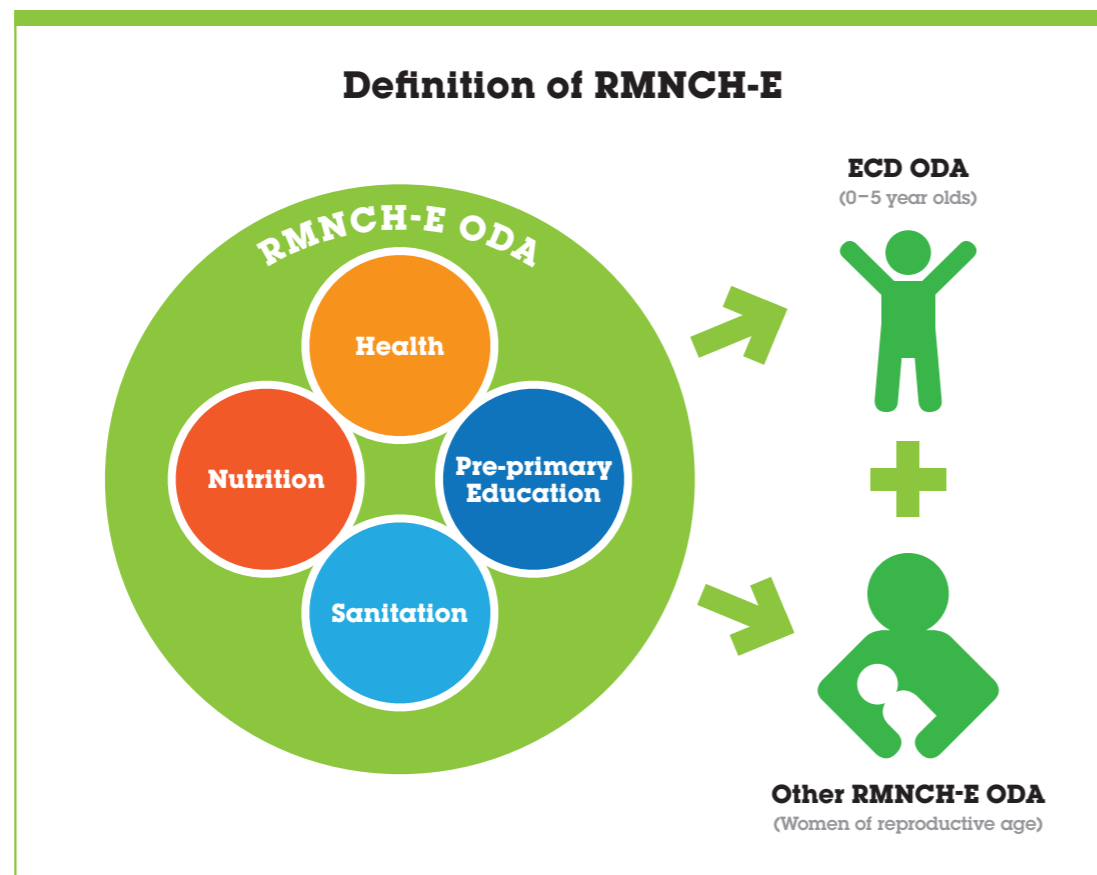 Definition of RMNCH-E
RMNCH-E ODA
Health
Nutrition
Pre-primary
Education
Sanitation
ECD ODA
(0–5 year olds)
Other RMNCH-E ODA
(Women of reproductive age)